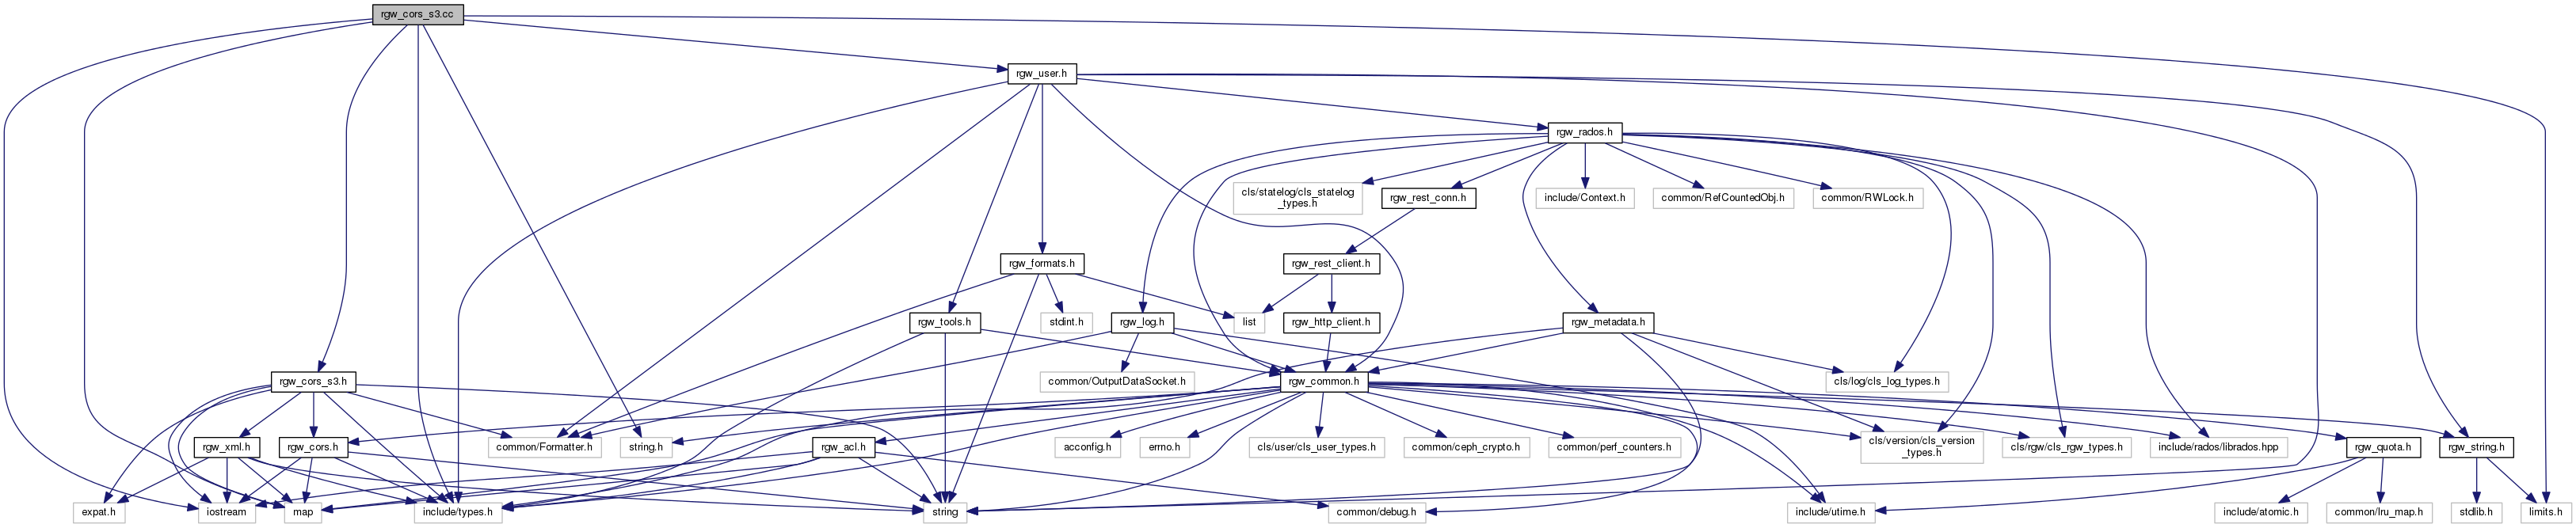 rgw_cors_s3.cc
rgw_user.h
rgw_rados.h
cls/statelog/cls_statelog
_types.h
rgw_rest_conn.h
include/Context.h
common/RefCountedObj.h
common/RWLock.h
rgw_formats.h
rgw_rest_client.h
rgw_tools.h
stdint.h
rgw_log.h
list
rgw_http_client.h
rgw_metadata.h
rgw_cors_s3.h
common/OutputDataSocket.h
rgw_common.h
cls/log/cls_log_types.h
rgw_xml.h
rgw_cors.h
common/Formatter.h
string.h
rgw_acl.h
acconfig.h
errno.h
cls/user/cls_user_types.h
common/ceph_crypto.h
common/perf_counters.h
cls/version/cls_version
_types.h
cls/rgw/cls_rgw_types.h
include/rados/librados.hpp
rgw_quota.h
rgw_string.h
expat.h
iostream
map
include/types.h
string
common/debug.h
include/utime.h
include/atomic.h
common/lru_map.h
stdlib.h
limits.h